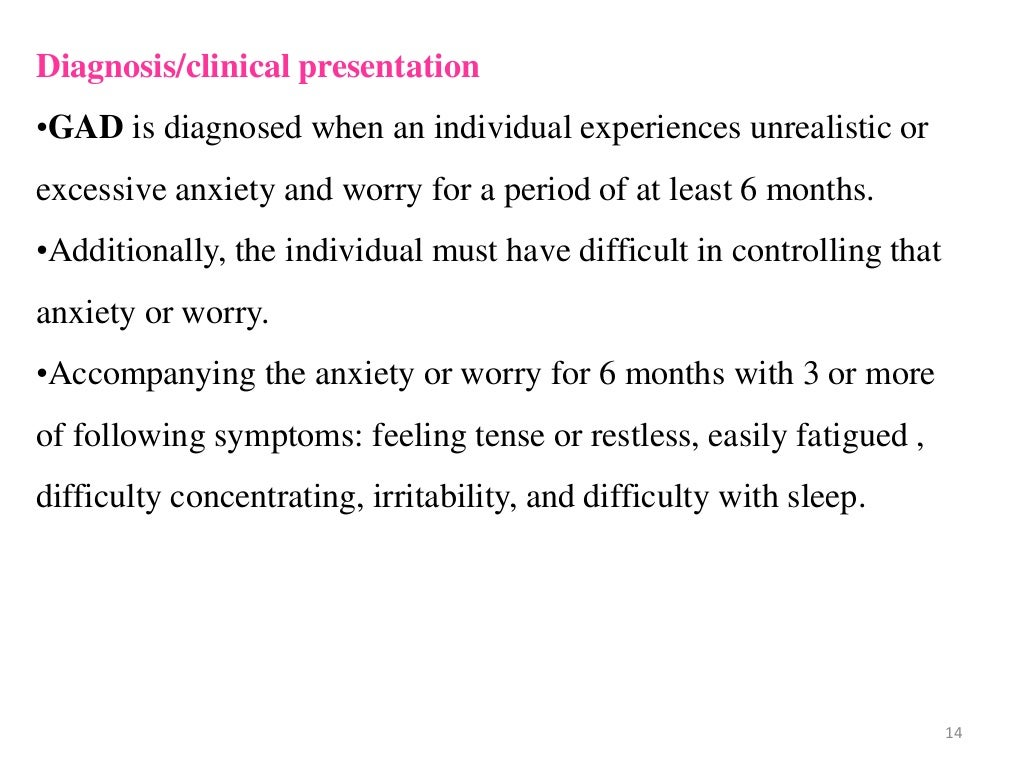 Diagnosis/clinical presentation
•GAD is diagnosed when an individual experiences unrealistic or
excessive anxiety and worry for a period of at least 6 months.
•Additionally, the individual must have difficult in controlling that
anxiety or worry.
•Accompanying the anxiety or worry for 6 months with 3 or more
of following symptoms: feeling tense or restless, easily fatigued ,
difficulty concentrating, irritability, and difficulty with sleep.
14